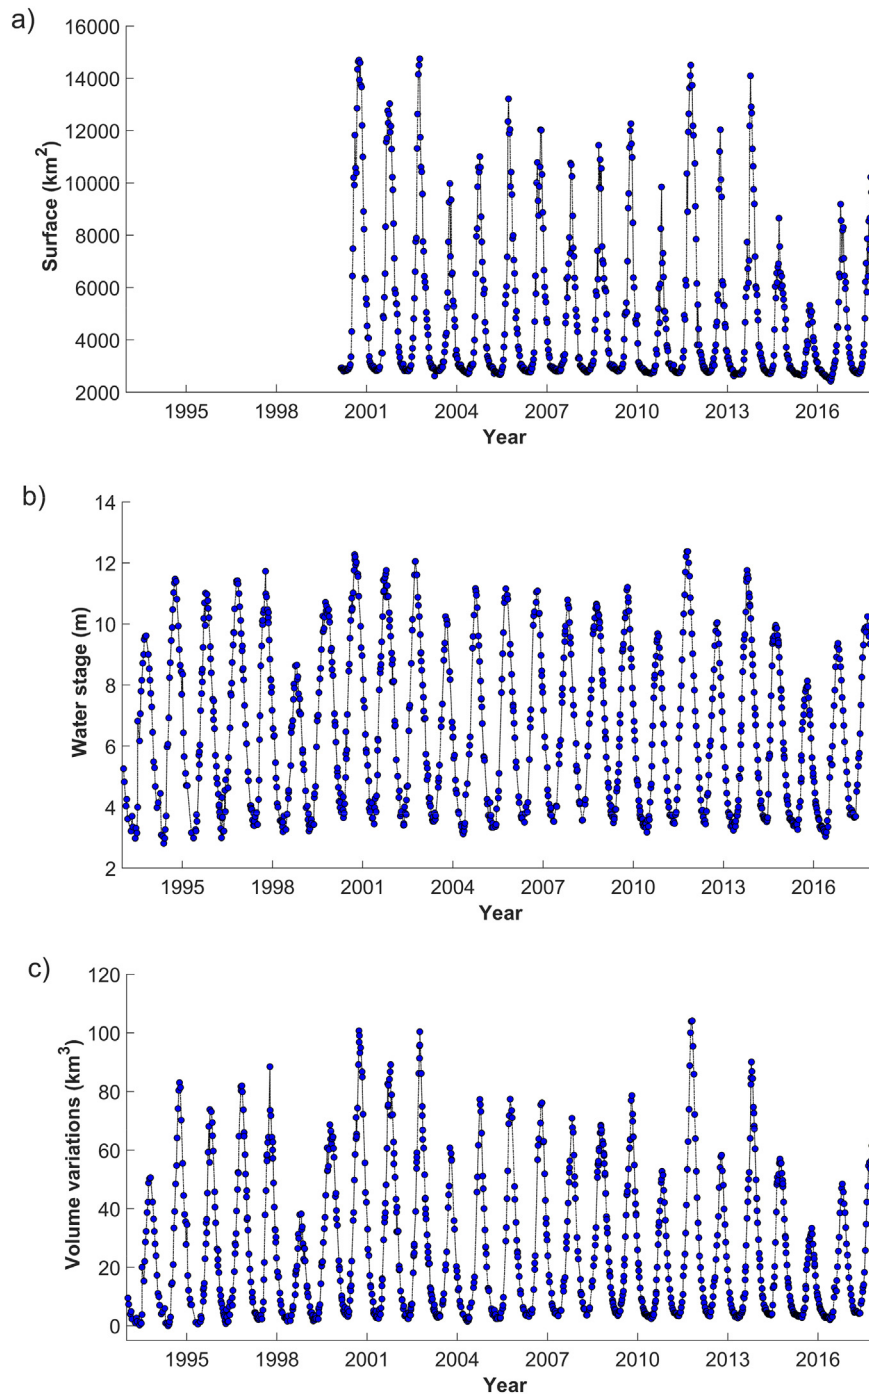 a)
16000
14000
12000
10000
8000
6000
4000
2000
Surface (km²)
1995 1998 2001 2004 2007 2010 2013 2016
Year
b)
14
12
10
8
6
4
2
Water stage (m)
1995 1998 2001 2004 2007 2010 2013 2016
Year
c)
120
100
80
60
40
20
0
Volume variations (km³)
1995 1998 2001 2004 2007 2010 2013 2016
Year